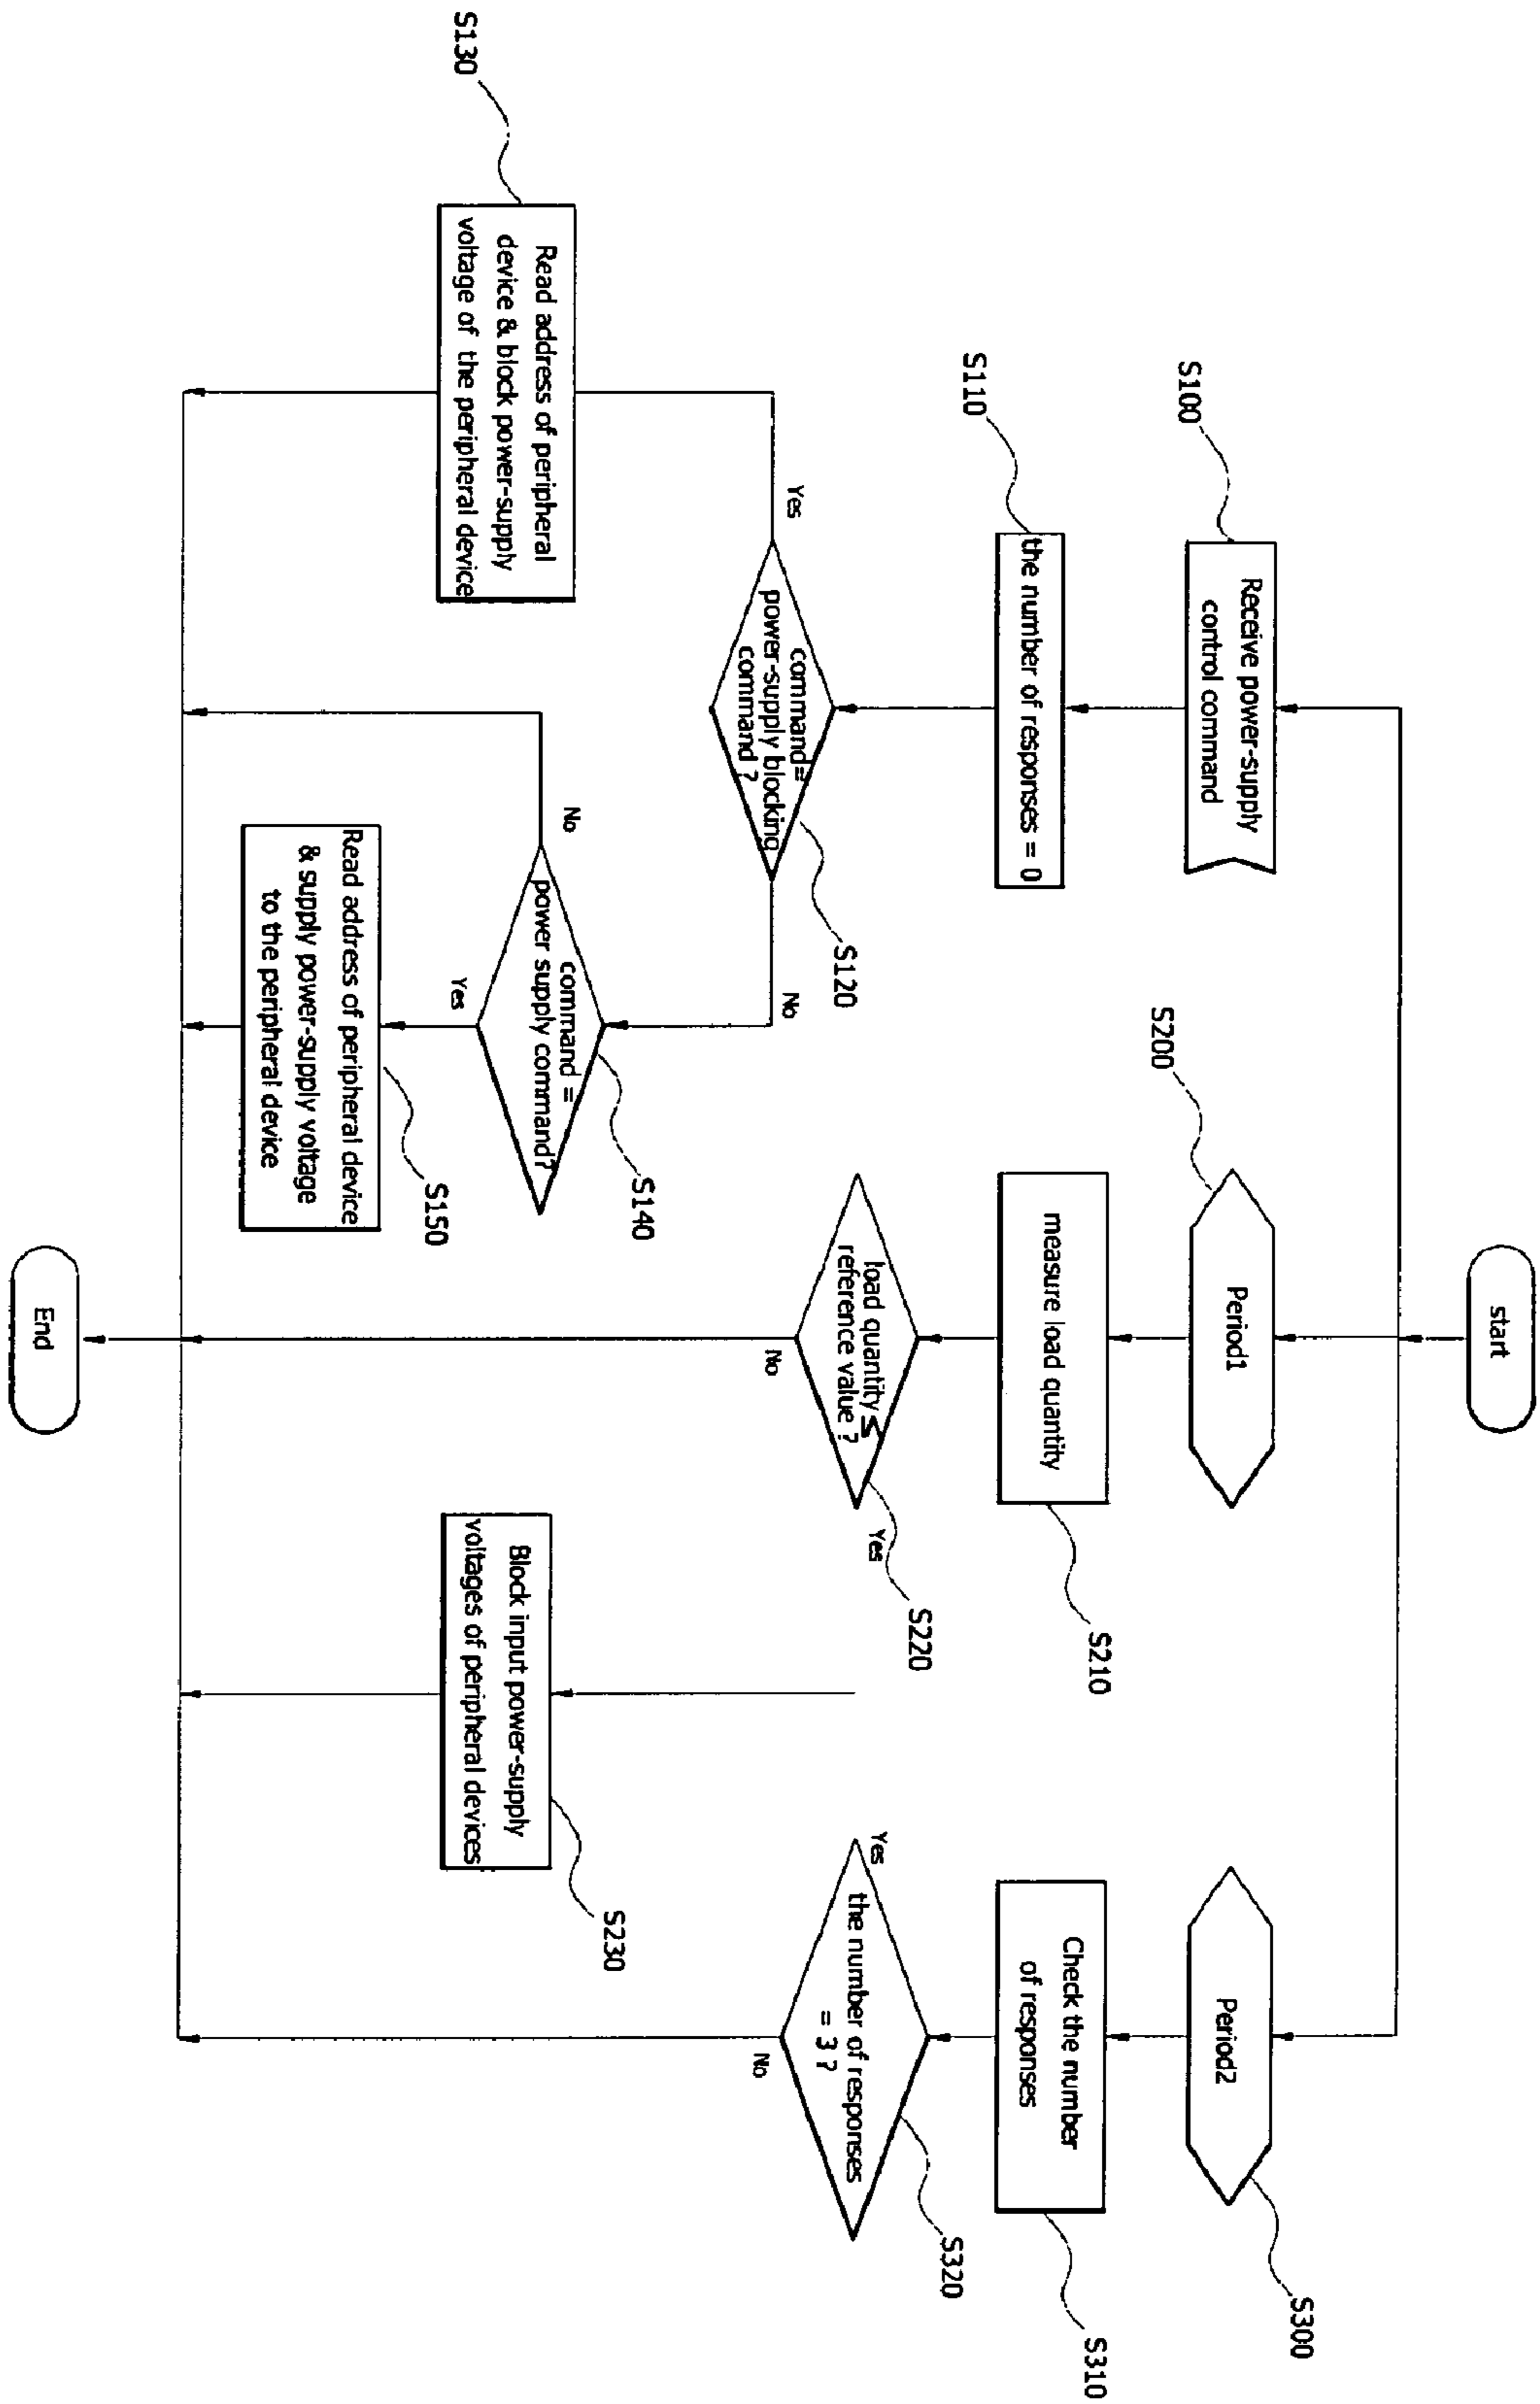 start
S100
Receive power-supply
control command
S200
Period1
Period2
S300
S110
the number of responses = 0
measure load quantity
S210
Check the number
of responses
S310
command=
power-supply blocking
command ?
S120
Yes
No
load quantity ≤
reference value ?
S220
Yes
No
the number of responses
= 3 ?
S320
Yes
No
S130
Read address of peripheral
device & block power-supply
voltage of the peripheral device
command =
power supply command?
S140
No
Yes
Block input power-supply
voltages of peripheral devices
S230
Read address of peripheral device
& supply power-supply voltage
to the peripheral device
S150
End